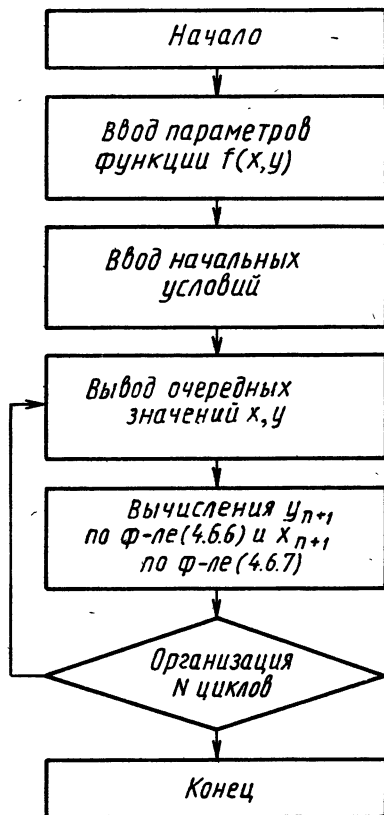 Начало
Ввод параметров
функции f(x,y)
Ввод начальных
условий
Вывод очередных
значений x,y
Вычисления yn+1
по ф-ле(4.6.6) и xn+1
по ф-ле(4.6.7)
Организация
N циклов
Конец